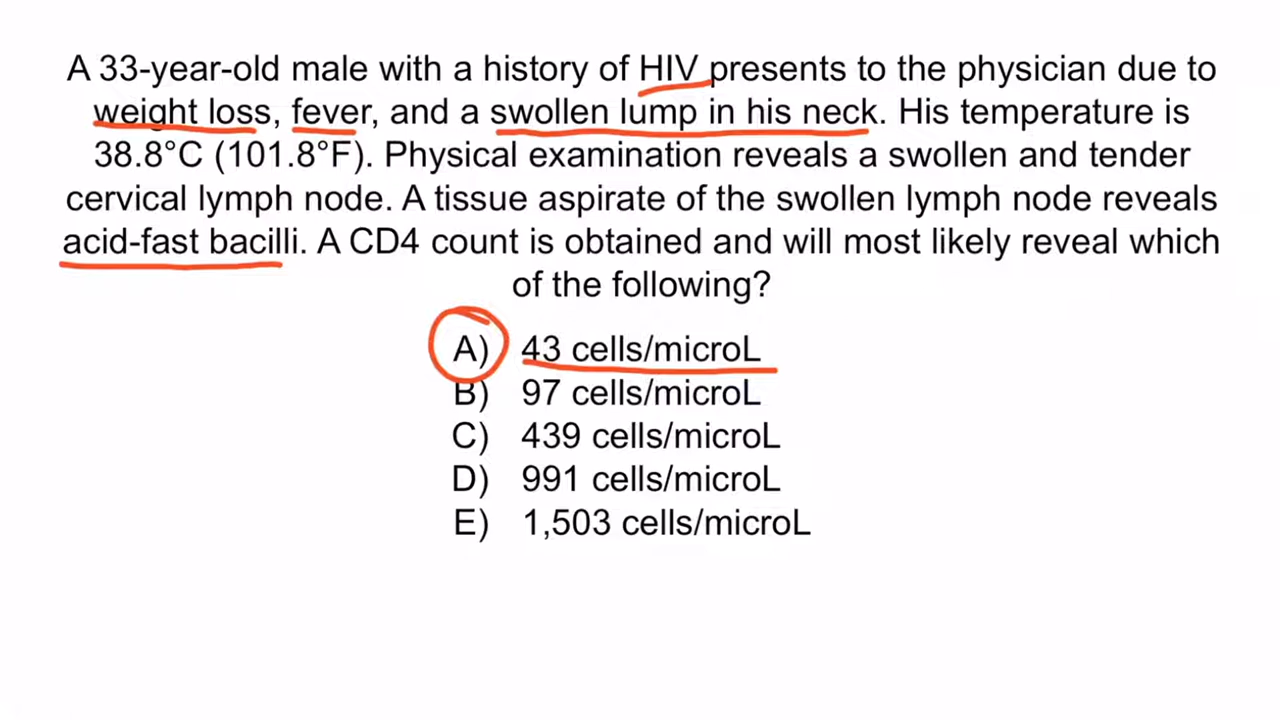 A 33-year-old male with a history of HIV presents to the physician due to
weight loss, fever, and a swollen lump in his neck. His temperature is
38.8°C (101.8°F). Physical examination reveals a swollen and tender
cervical lymph node. A tissue aspirate of the swollen lymph node reveals
acid-fast bacilli. A CD4 count is obtained and will most likely reveal which
of the following?
A) 43 cells/microL
B) 97 cells/microL
C) 439 cells/microL
D) 991 cells/microL
E) 1,503 cells/microL